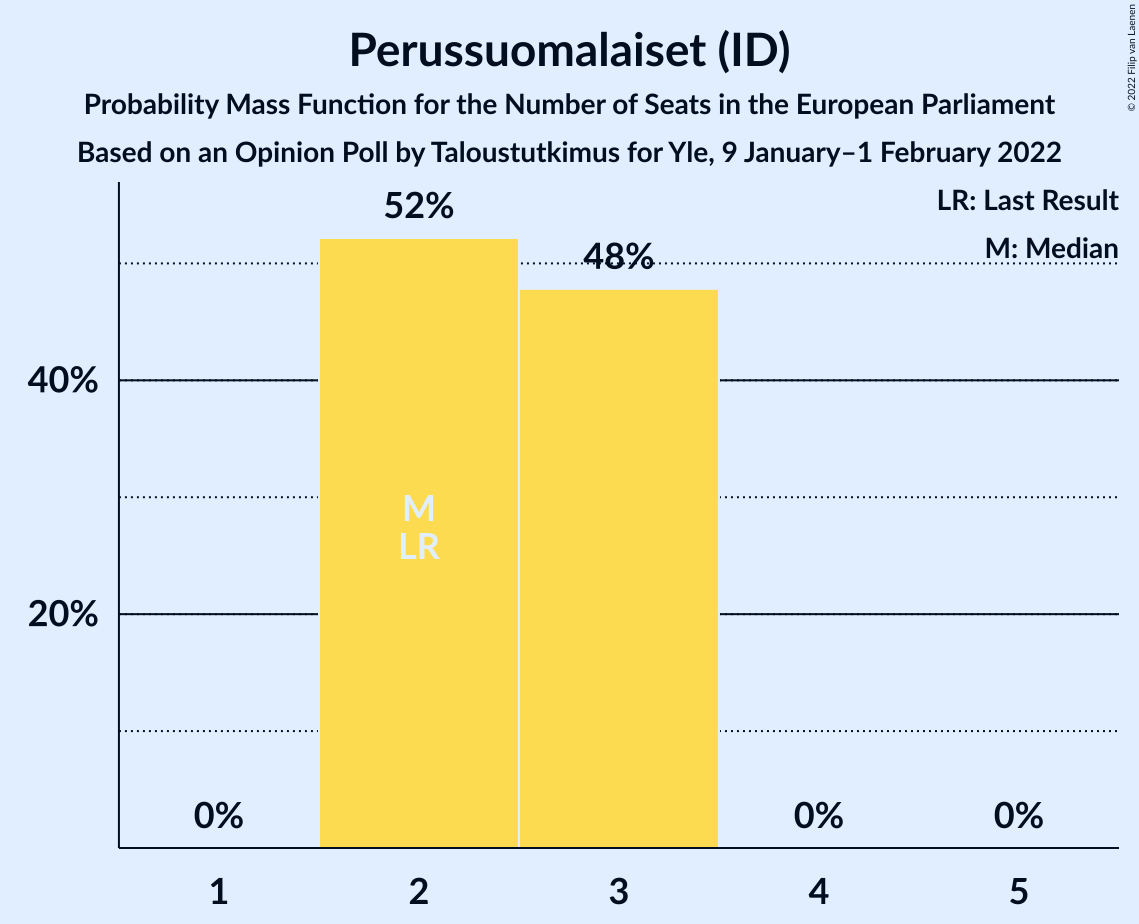 Perussuomalaiset (ID)
Probability Mass Function for the Number of Seats in the European Parliament
Based on an Opinion Poll by Taloustutkimus for Yle, 9 January–1 February 2022
© 2022 Filip van Laenen
LR: Last Result
M: Median
52%
48%
40%
20%
M
LR
0%
0%
0%
1
2
3
4
5